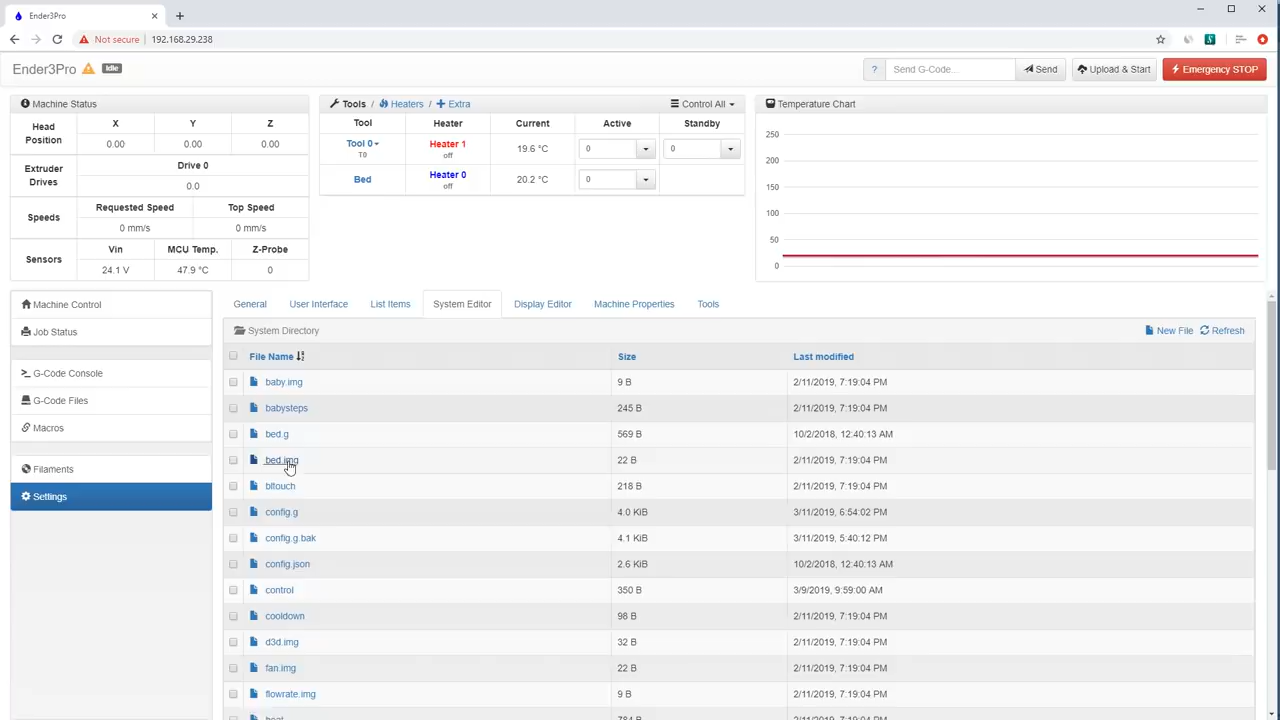 Ender3Pro
Not secure 192.168.29.238
Ender3Pro Idle
? Send G-Code... Send Upload & Start Emergency STOP
Machine Status
Head Position X Y Z
0.00 0.00 0.00
Extruder Drives Drive 0
0.0
Speeds Requested Speed Top Speed
0 mm/s 0 mm/s
Sensors Vin MCU Temp. Z-Probe
24.1 V 47.9 °C 0
Tools / Heaters / Extra Control All
Tool Heater Current Active Standby
Tool 0 Heater 1 19.6 °C 0 0
T0 off
Bed Heater 0 20.2 °C 0
off
Temperature Chart
250
200
150
100
50
0
Machine Control
Job Status
G-Code Console
G-Code Files
Macros
Filaments
Settings
General User Interface List Items System Editor Display Editor Machine Properties Tools
System Directory New File Refresh
File Name Size Last modified
baby.img 9 B 2/11/2019, 7:19:04 PM
babysteps 245 B 2/11/2019, 7:19:04 PM
bed.g 569 B 10/2/2018, 12:40:13 AM
bed.img 22 B 2/11/2019, 7:19:04 PM
bltouch 218 B 2/11/2019, 7:19:04 PM
config.g 4.0 KiB 3/11/2019, 6:54:02 PM
config.g.bak 4.1 KiB 3/11/2019, 5:40:12 PM
config.json 2.6 KiB 10/2/2018, 12:40:13 AM
control 350 B 3/9/2019, 9:59:00 AM
cooldown 98 B 2/11/2019, 7:19:04 PM
d3d.img 32 B 2/11/2019, 7:19:04 PM
fan.img 22 B 2/11/2019, 7:19:04 PM
flowrate.img 9 B 2/11/2019, 7:19:04 PM